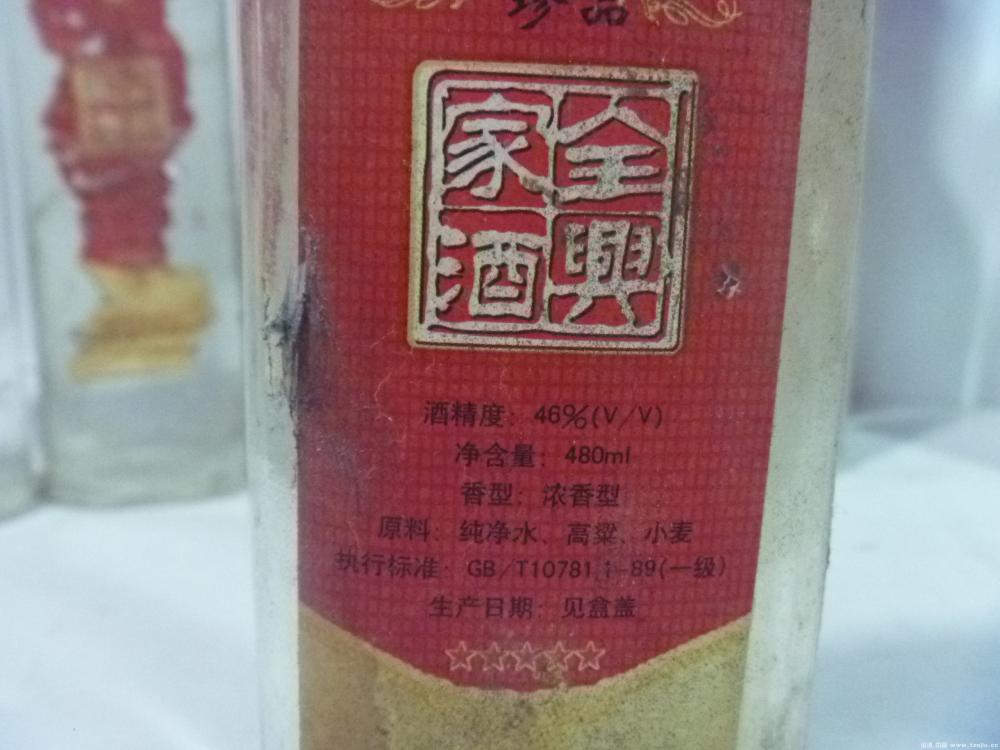 珍品
全興
家酒
酒精度：46%(V/V)
净含量：480ml
香型：浓香型
原料：纯净水、高粱、小麦
执行标准：GB/T10781.1-89(一级)
生产日期：见盒盖